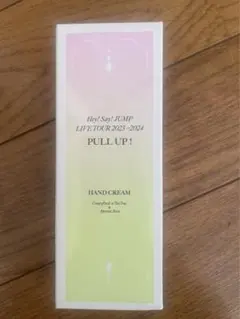 Hey! Say! JUMP
LIVE TOUR 2023-2024
PULL UP!
HAND CREAM